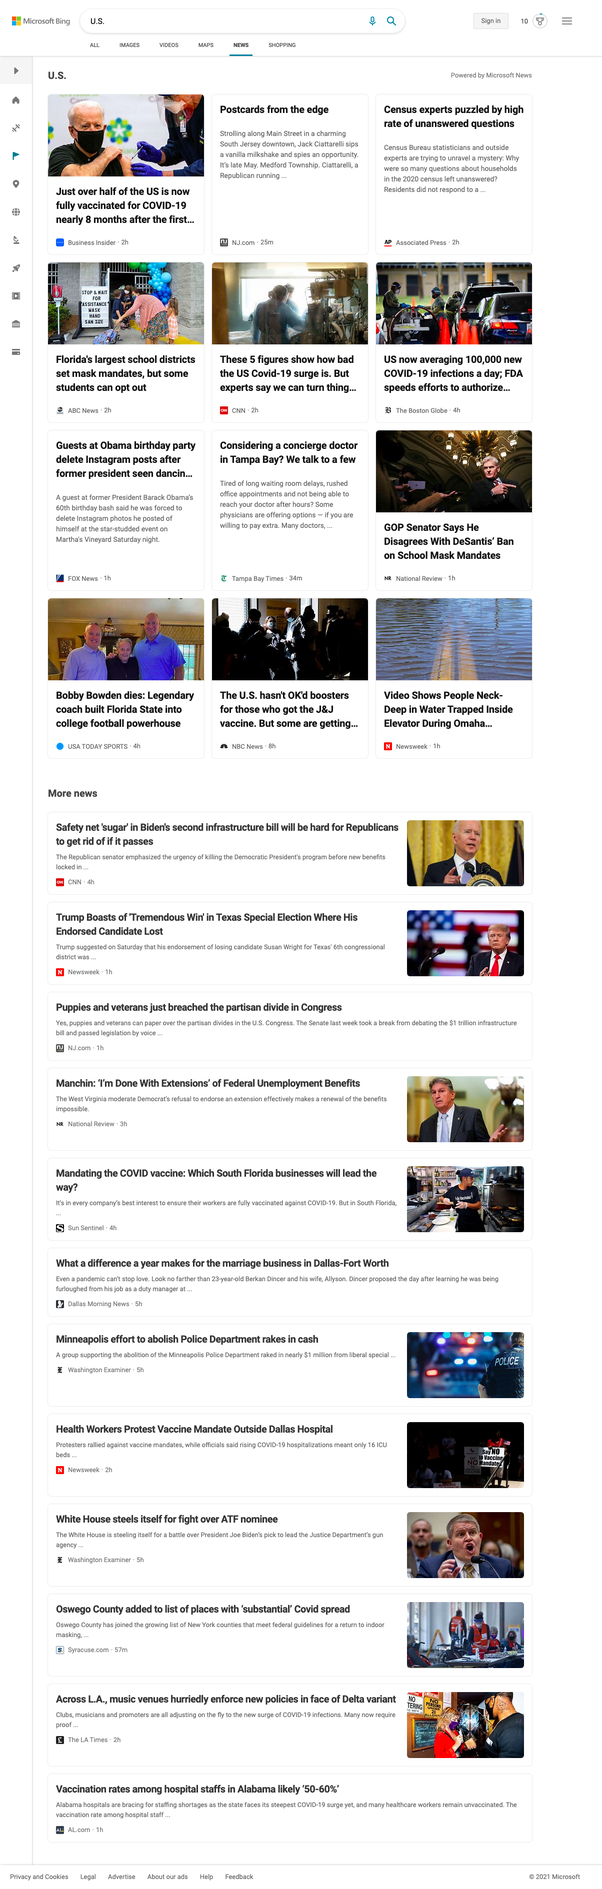 Microsoft Bing
U.S.
Sign in
10
ALL IMAGES VIDEOS MAPS NEWS SHOPPING
U.S.
Powered by Microsoft News
Just over half of the US is now
fully vaccinated for COVID-19
nearly 8 months after the first...
Business Insider · 2h
Postcards from the edge
Strolling along Main Street in a charming
South Jersey downtown, Jack Ciattarelli sips
a vanilla milkshake and spies an opportunity.
It's late May. Medford Township. Ciattarelli, a
Republican running ...
NJ.com · 25m
Census experts puzzled by high
rate of unanswered questions
Census Bureau statisticians and outside
experts are trying to unravel a mystery: Why
were so many questions about households
in the 2020 census left unanswered?
Residents did not respond to a ...
AP Associated Press · 2h
STOP & WAIT
FOR
ASSISTANCE
MASK
HAND
SAN IZE
Florida's largest school districts
set mask mandates, but some
students can opt out
ABC News · 2h
These 5 figures show how bad
the US Covid-19 surge is. But
experts say we can turn thing...
CNN · 2h
US now averaging 100,000 new
COVID-19 infections a day; FDA
speeds efforts to authorize...
B The Boston Globe · 4h
Guests at Obama birthday party
delete Instagram posts after
former president seen dancin...
A guest at former President Barack Obama's
60th birthday bash said he was forced to
delete Instagram photos he posted of
himself at the star-studded event on
Martha's Vineyard Saturday night.
FOX News · 1h
Considering a concierge doctor
in Tampa Bay? We talk to a few
Tired of long waiting room delays, rushed
office appointments and not being able to
reach your doctor after hours? Some
physicians are offering options — if you are
willing to pay extra. Many doctors, ...
Tampa Bay Times · 34m
GOP Senator Says He
Disagrees With DeSantis' Ban
on School Mask Mandates
NR National Review · 1h
Bobby Bowden dies: Legendary
coach built Florida State into
college football powerhouse
USA TODAY SPORTS · 4h
The U.S. hasn't OK'd boosters
for those who got the J&J
vaccine. But some are getting...
NBC News · 8h
Video Shows People Neck-
Deep in Water Trapped Inside
Elevator During Omaha...
N Newsweek · 1h
More news
Safety net 'sugar' in Biden's second infrastructure bill will be hard for Republicans
to get rid of if it passes
The Republican senator emphasized the urgency of killing the Democratic President's program before new benefits
locked in ...
CNN · 4h
Trump Boasts of 'Tremendous Win' in Texas Special Election Where His
Endorsed Candidate Lost
Trump suggested on Saturday that his endorsement of losing candidate Susan Wright for Texas' 6th congressional
district was ...
N Newsweek · 1h
Puppies and veterans just breached the partisan divide in Congress
Yes, puppies and veterans can paper over the partisan divides in the U.S. Congress. The Senate last week took a break from debating the $1 trillion infrastructure
bill and passed legislation by voice ...
NJ.com · 1h
Manchin: 'I'm Done With Extensions' of Federal Unemployment Benefits
The West Virginia moderate Democrat's refusal to endorse an extension effectively makes a renewal of the benefits
impossible.
NR National Review · 3h
Mandating the COVID vaccine: Which South Florida businesses will lead the
way?
It's in every company's best interest to ensure their workers are fully vaccinated against COVID-19. But in South Florida,
...
Sun Sentinel · 4h
What a difference a year makes for the marriage business in Dallas-Fort Worth
Even a pandemic can't stop love. Look no farther than 23-year-old Berkan Dincer and his wife, Allyson. Dincer proposed the day after learning he was being
furloughed from his job as a duty manager at ...
Dallas Morning News · 5h
Minneapolis effort to abolish Police Department rakes in cash
A group supporting the abolition of the Minneapolis Police Department raked in nearly $1 million from liberal special ...
Washington Examiner · 5h
POLICE
Health Workers Protest Vaccine Mandate Outside Dallas Hospital
Protesters rallied against vaccine mandates, while officials said rising COVID-19 hospitalizations meant only 16 ICU
beds ...
N Newsweek · 2h
Say NO
Vaccine
Mandate
White House steels itself for fight over ATF nominee
The White House is steeling itself for a battle over President Joe Biden's pick to lead the Justice Department's gun
agency ...
Washington Examiner · 5h
Oswego County added to list of places with 'substantial' Covid spread
Oswego County has joined the growing list of New York counties that meet federal guidelines for a return to indoor
masking, ...
S Syracuse.com · 57m
Across L.A., music venues hurriedly enforce new policies in face of Delta variant
Clubs, musicians and promoters are all adjusting on the fly to the new surge of COVID-19 infections. Many now require
proof ...
The LA Times · 2h
Vaccination rates among hospital staffs in Alabama likely '50-60%'
Alabama hospitals are bracing for staffing shortages as the state faces its steepest COVID-19 surge yet, and many healthcare workers remain unvaccinated. The
vaccination rate among hospital staff ...
AL.com · 1h
Privacy and Cookies Legal Advertise About our ads Help Feedback
© 2021 Microsoft